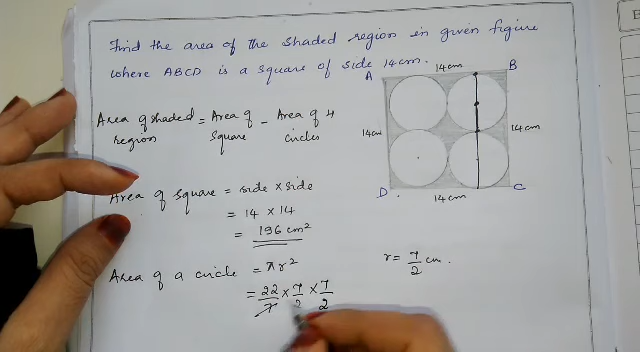 Find the area of the shaded region in given figure
where ABCD is a square of side 14cm.
A 14cm B
Area of shaded region = Area of square - Area of 4 circles
14cm 14cm
Area of square = side × side
D . 14cm C
= 14 × 14
= 196 cm²
Area of a circle = πr² r = 7/2 cm.
= 22/7 × 7/2 × 7/2